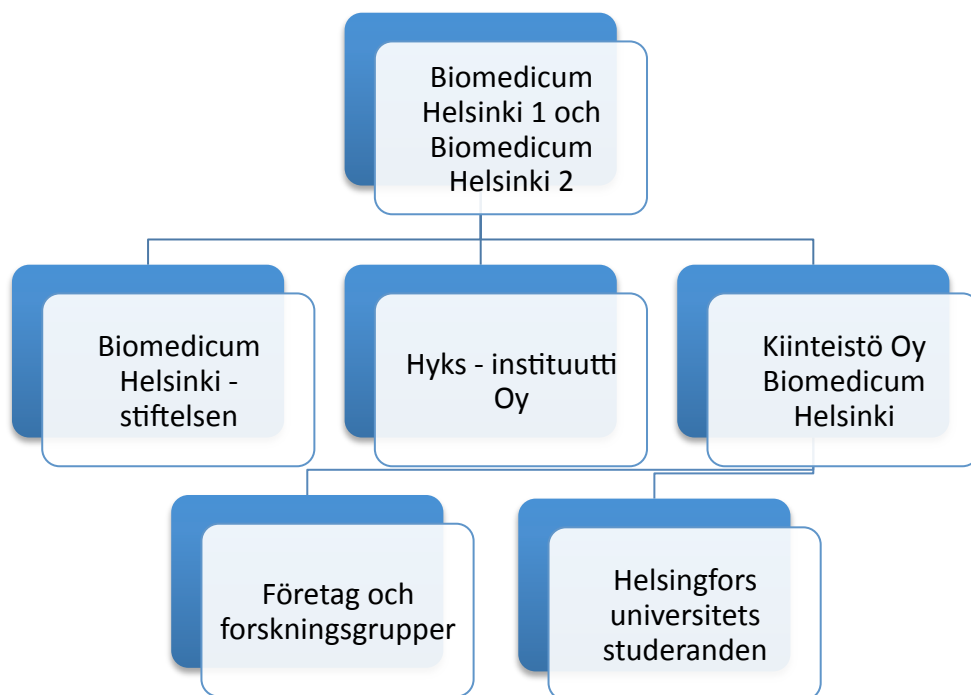 Biomedicum
Helsinki 1 och
Biomedicum
Helsinki 2
Biomedicum
Helsinki -
stiftelsen
Hyks - instituutti
Oy
Kiinteistö Oy
Biomedicum
Helsinki
Företag och
forskningsgrupper
Helsingfors
universitets
studeranden